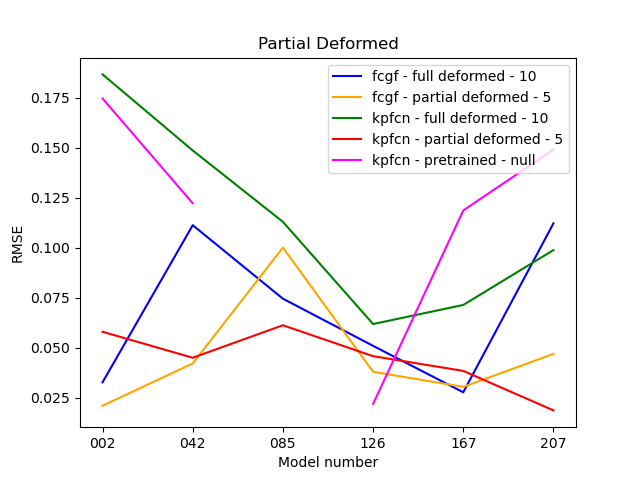 Partial Deformed
fcgf - full deformed - 10
fcgf - partial deformed - 5
kpfcn - full deformed - 10
kpfcn - partial deformed - 5
kpfcn - pretrained - null
RMSE
0.175
0.150
0.125
0.100
0.075
0.050
0.025
002 042 085 126 167 207
Model number